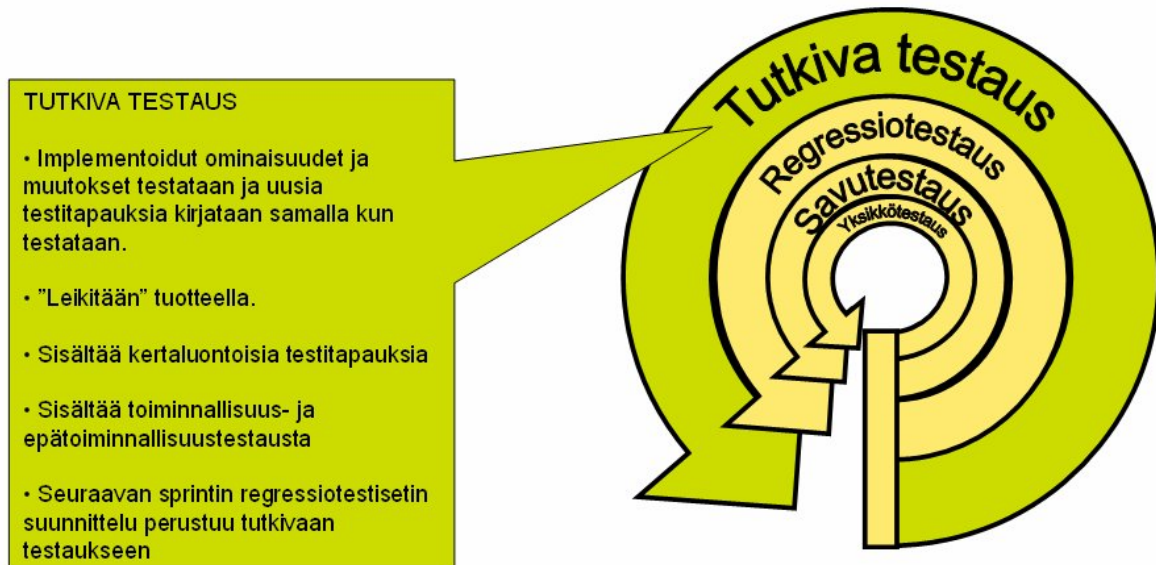 TUTKIVA TESTAUS
• Implementoidut ominaisuudet ja
muutokset testataan ja uusia
testitapauksia kirjataan samalla kun
testataan.
• ”Leikitään” tuotteella.
• Sisältää kertaluontoisia testitapauksia
• Sisältää toiminnallisuus- ja
epätoiminnallisuustestausta
• Seuraavan sprintin regressiotestisetin
suunnittelu perustuu tutkivaan
testaukseen
Tutkiva testaus
Regressiotestaus
Savutestaus
Yksikkötestaus